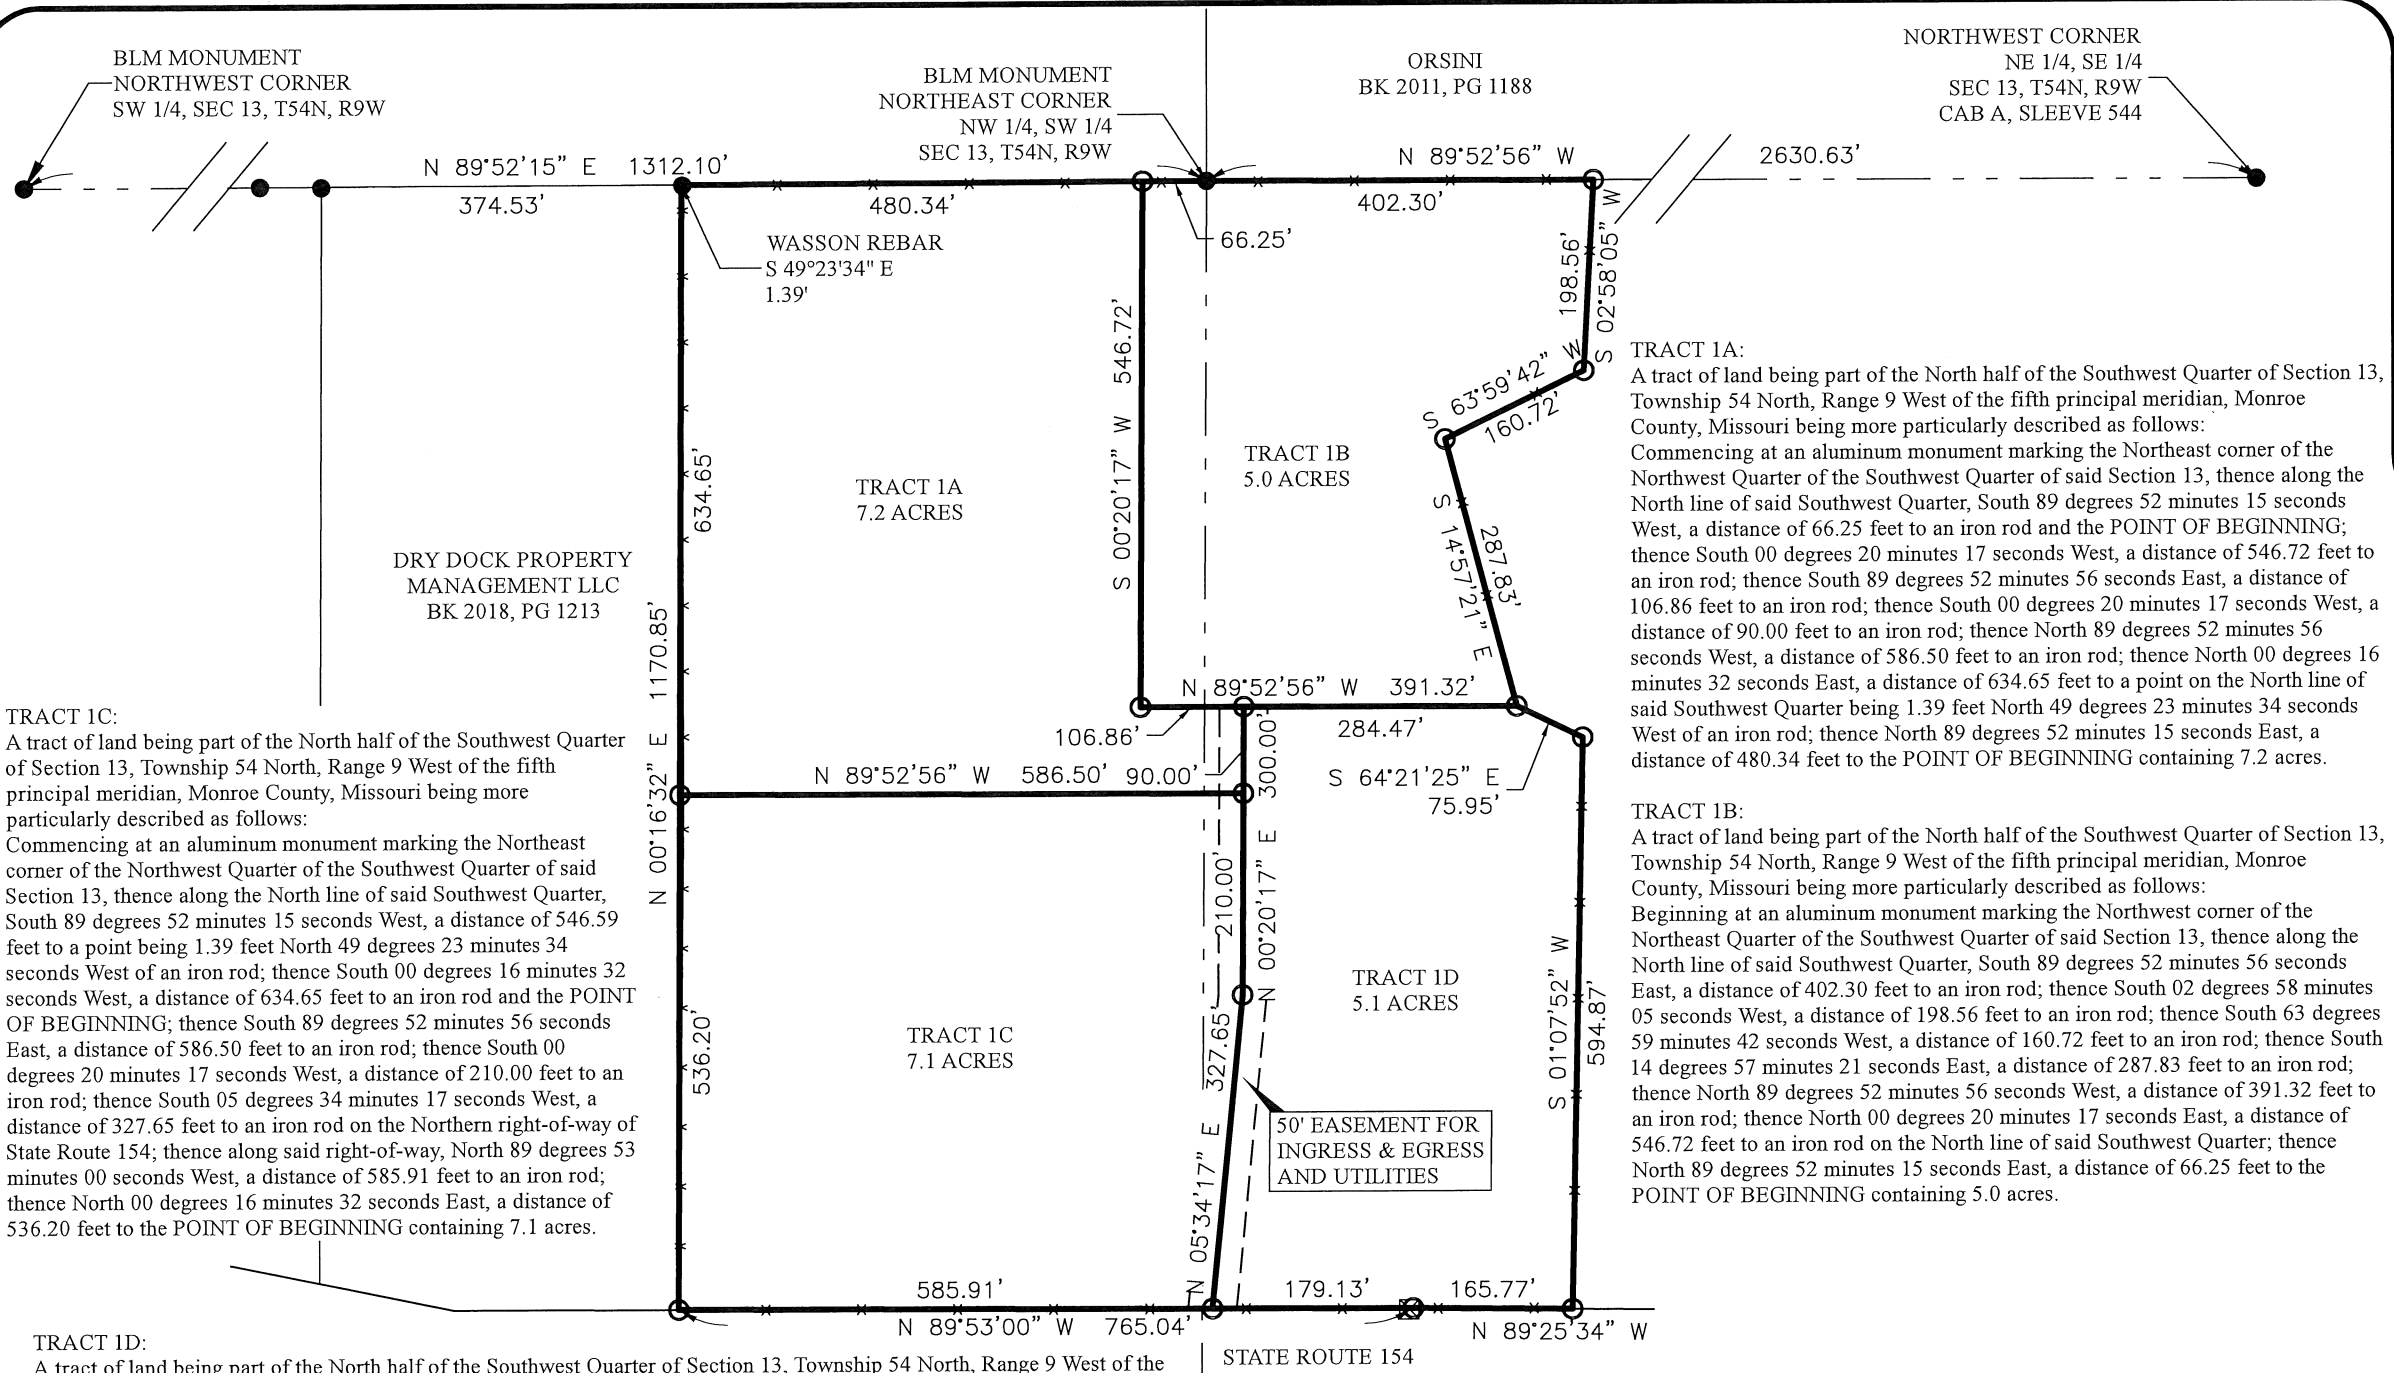 BLM MONUMENT
NORTHWEST CORNER
SW 1/4, SEC 13, T54N, R9W
BLM MONUMENT
NORTHEAST CORNER
NW 1/4, SW 1/4
SEC 13, T54N, R9W
ORSINI
BK 2011, PG 1188
NORTHWEST CORNER
NE 1/4, SE 1/4
SEC 13, T54N, R9W
CAB A, SLEEVE 544
N 89°52'15" E 1312.10'
374.53'
480.34'
N 89°52'56" W
2630.63'
402.30'
66.25'
WASSON REBAR
S 49°23'34" E
1.39'
198.56'
S 02°58'05" W
S 63°59'42" W
160.72'
S 14°57'21" E
287.83'
S 00°20'17" W 546.72'
634.65'
N 00°16'32" E 1170.85'
TRACT 1A
7.2 ACRES
TRACT 1B
5.0 ACRES
DRY DOCK PROPERTY
MANAGEMENT LLC
BK 2018, PG 1213
N 89°52'56" W 391.32'
106.86'
284.47'
N 89°52'56" W 586.50'
90.00'
300.00'
S 64°21'25" E
75.95'
210.00'
N 00°20'17" E
TRACT 1C
7.1 ACRES
TRACT 1D
5.1 ACRES
536.20'
N 05°34'17" E 327.65'
S 01°07'52" W
594.87'
50' EASEMENT FOR
INGRESS & EGRESS
AND UTILITIES
585.91'
179.13'
165.77'
N 89°53'00" W 765.04'
N 89°25'34" W
STATE ROUTE 154
TRACT 1A:
A tract of land being part of the North half of the Southwest Quarter of Section 13,
Township 54 North, Range 9 West of the fifth principal meridian, Monroe
County, Missouri being more particularly described as follows:
Commencing at an aluminum monument marking the Northeast corner of the
Northwest Quarter of the Southwest Quarter of said Section 13, thence along the
North line of said Southwest Quarter, South 89 degrees 52 minutes 15 seconds
West, a distance of 66.25 feet to an iron rod and the POINT OF BEGINNING;
thence South 00 degrees 20 minutes 17 seconds West, a distance of 546.72 feet to
an iron rod; thence South 89 degrees 52 minutes 56 seconds East, a distance of
106.86 feet to an iron rod; thence South 00 degrees 20 minutes 17 seconds West, a
distance of 90.00 feet to an iron rod; thence North 89 degrees 52 minutes 56
seconds West, a distance of 586.50 feet to an iron rod; thence North 00 degrees 16
minutes 32 seconds East, a distance of 634.65 feet to a point on the North line of
said Southwest Quarter being 1.39 feet North 49 degrees 23 minutes 34 seconds
West of an iron rod; thence North 89 degrees 52 minutes 15 seconds East, a
distance of 480.34 feet to the POINT OF BEGINNING containing 7.2 acres.
TRACT 1B:
A tract of land being part of the North half of the Southwest Quarter of Section 13,
Township 54 North, Range 9 West of the fifth principal meridian, Monroe
County, Missouri being more particularly described as follows:
Beginning at an aluminum monument marking the Northwest corner of the
Northeast Quarter of the Southwest Quarter of said Section 13, thence along the
North line of said Southwest Quarter, South 89 degrees 52 minutes 56 seconds
East, a distance of 402.30 feet to an iron rod; thence South 02 degrees 58 minutes
05 seconds West, a distance of 198.56 feet to an iron rod; thence South 63 degrees
59 minutes 42 seconds West, a distance of 160.72 feet to an iron rod; thence South
14 degrees 57 minutes 21 seconds East, a distance of 287.83 feet to an iron rod;
thence North 89 degrees 52 minutes 56 seconds West, a distance of 391.32 feet to
an iron rod; thence North 00 degrees 20 minutes 17 seconds East, a distance of
546.72 feet to an iron rod on the North line of said Southwest Quarter; thence
North 89 degrees 52 minutes 15 seconds East, a distance of 66.25 feet to the
POINT OF BEGINNING containing 5.0 acres.
TRACT 1C:
A tract of land being part of the North half of the Southwest Quarter
of Section 13, Township 54 North, Range 9 West of the fifth
principal meridian, Monroe County, Missouri being more
particularly described as follows:
Commencing at an aluminum monument marking the Northeast
corner of the Northwest Quarter of the Southwest Quarter of said
Section 13, thence along the North line of said Southwest Quarter,
South 89 degrees 52 minutes 15 seconds West, a distance of 546.59
feet to a point being 1.39 feet North 49 degrees 23 minutes 34
seconds West of an iron rod; thence South 00 degrees 16 minutes 32
seconds West, a distance of 634.65 feet to an iron rod and the POINT
OF BEGINNING; thence South 89 degrees 52 minutes 56 seconds
East, a distance of 586.50 feet to an iron rod; thence South 00
degrees 20 minutes 17 seconds West, a distance of 210.00 feet to an
iron rod; thence South 05 degrees 34 minutes 17 seconds West, a
distance of 327.65 feet to an iron rod on the Northern right-of-way of
State Route 154; thence along said right-of-way, North 89 degrees 53
minutes 00 seconds West, a distance of 585.91 feet to an iron rod;
thence North 00 degrees 16 minutes 32 seconds East, a distance of
536.20 feet to the POINT OF BEGINNING containing 7.1 acres.
TRACT 1D:
A tract of land being part of the North half of the Southwest Quarter of Section 13, Township 54 North, Range 9 West of the